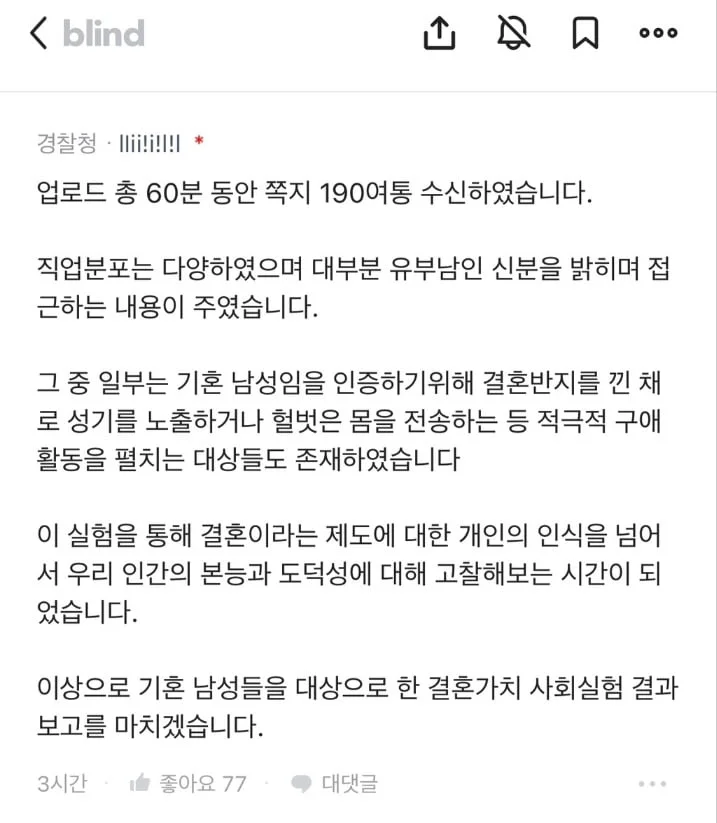 blind
경찰청 · llii!i!l!l *
업로드 총 60분 동안 쪽지 190여통 수신하였습니다.
직업분포는 다양하였으며 대부분 유부남인 신분을 밝히며 접
근하는 내용이 주였습니다.
그 중 일부는 기혼 남성임을 인증하기위해 결혼반지를 낀 채
로 성기를 노출하거나 헐벗은 몸을 전송하는 등 적극적 구애
활동을 펼치는 대상들도 존재하였습니다
이 실험을 통해 결혼이라는 제도에 대한 개인의 인식을 넘어
서 우리 인간의 본능과 도덕성에 대해 고찰해보는 시간이 되
었습니다.
이상으로 기혼 남성들을 대상으로 한 결혼가치 사회실험 결과
보고를 마치겠습니다.
3시간 · 좋아요 77 · 대댓글